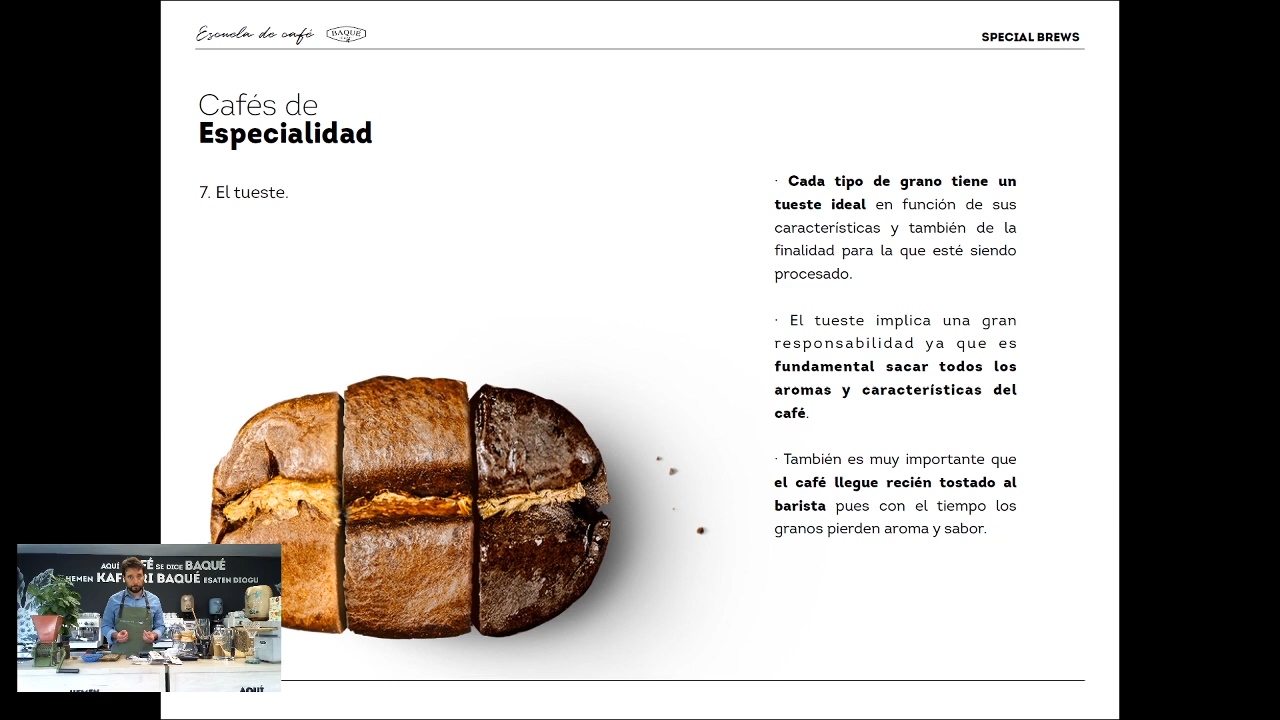 Escuela de café BAQUÉ
SPECIAL BREWS
Cafés de
Especialidad
7. El tueste.
· Cada tipo de grano tiene un
tueste ideal en función de sus
características y también de la
finalidad para la que esté siendo
procesado.
· El tueste implica una gran
responsabilidad ya que es
fundamental sacar todos los
aromas y características del
café.
· También es muy importante que
el café llegue recién tostado al
barista pues con el tiempo los
granos pierden aroma y sabor.
AQUÍ SE DICE BAQUÉ
HEMEN BAQUÉ ESATEN DIOGU
HEMEN
AQUÍ